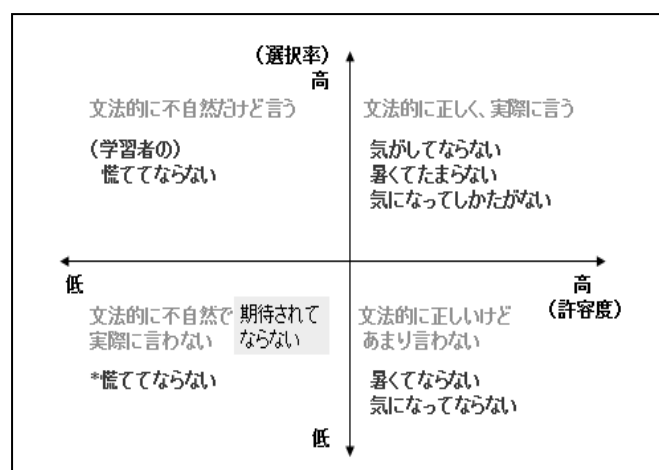 (選択率)
高
文法的に不自然だけど言う
(学習者の)
慌ててならない
文法的に正しく、実際に言う
気がしてならない
暑くてたまらない
気になってしかたがない
低
高
(許容度)
文法的に不自然で
実際に言わない
期待されて
ならない
*慌ててならない
文法的に正しいけど
あまり言わない
暑くてならない
気になってならない
低